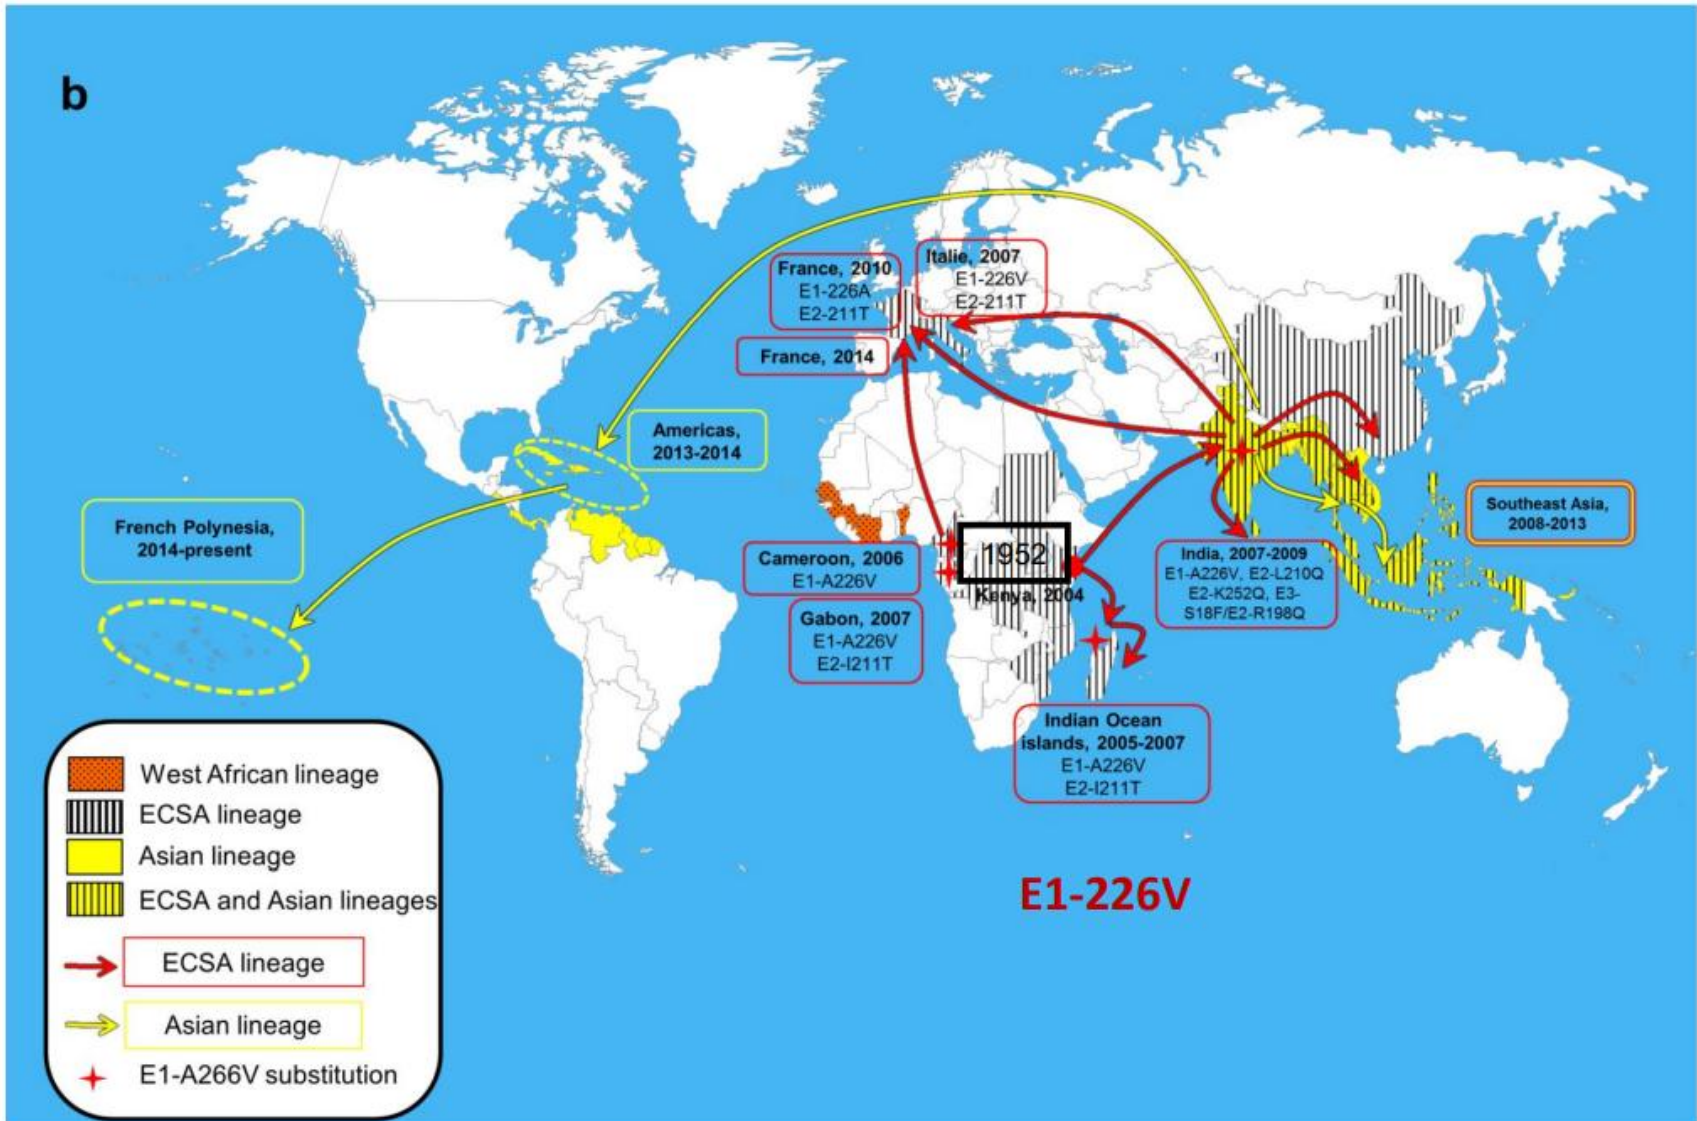 b
France, 2010
E1-226A
E2-211T
Italie, 2007
E1-226V
E2-211T
France, 2014
Americas,
2013-2014
French Polynesia,
2014-present
Southeast Asia,
2008-2013
Cameroon, 2006
E1-A226V
1952
Kenya, 2004
India, 2007-2009
E1-A226V, E2-L210Q
E2-K252Q, E3-
S18F/E2-R198Q
Gabon, 2007
E1-A226V
E2-I211T
Indian Ocean
islands, 2005-2007
E1-A226V
E2-I211T
E1-226V
West African lineage
ECSA lineage
Asian lineage
ECSA and Asian lineages
ECSA lineage
Asian lineage
E1-A266V substitution